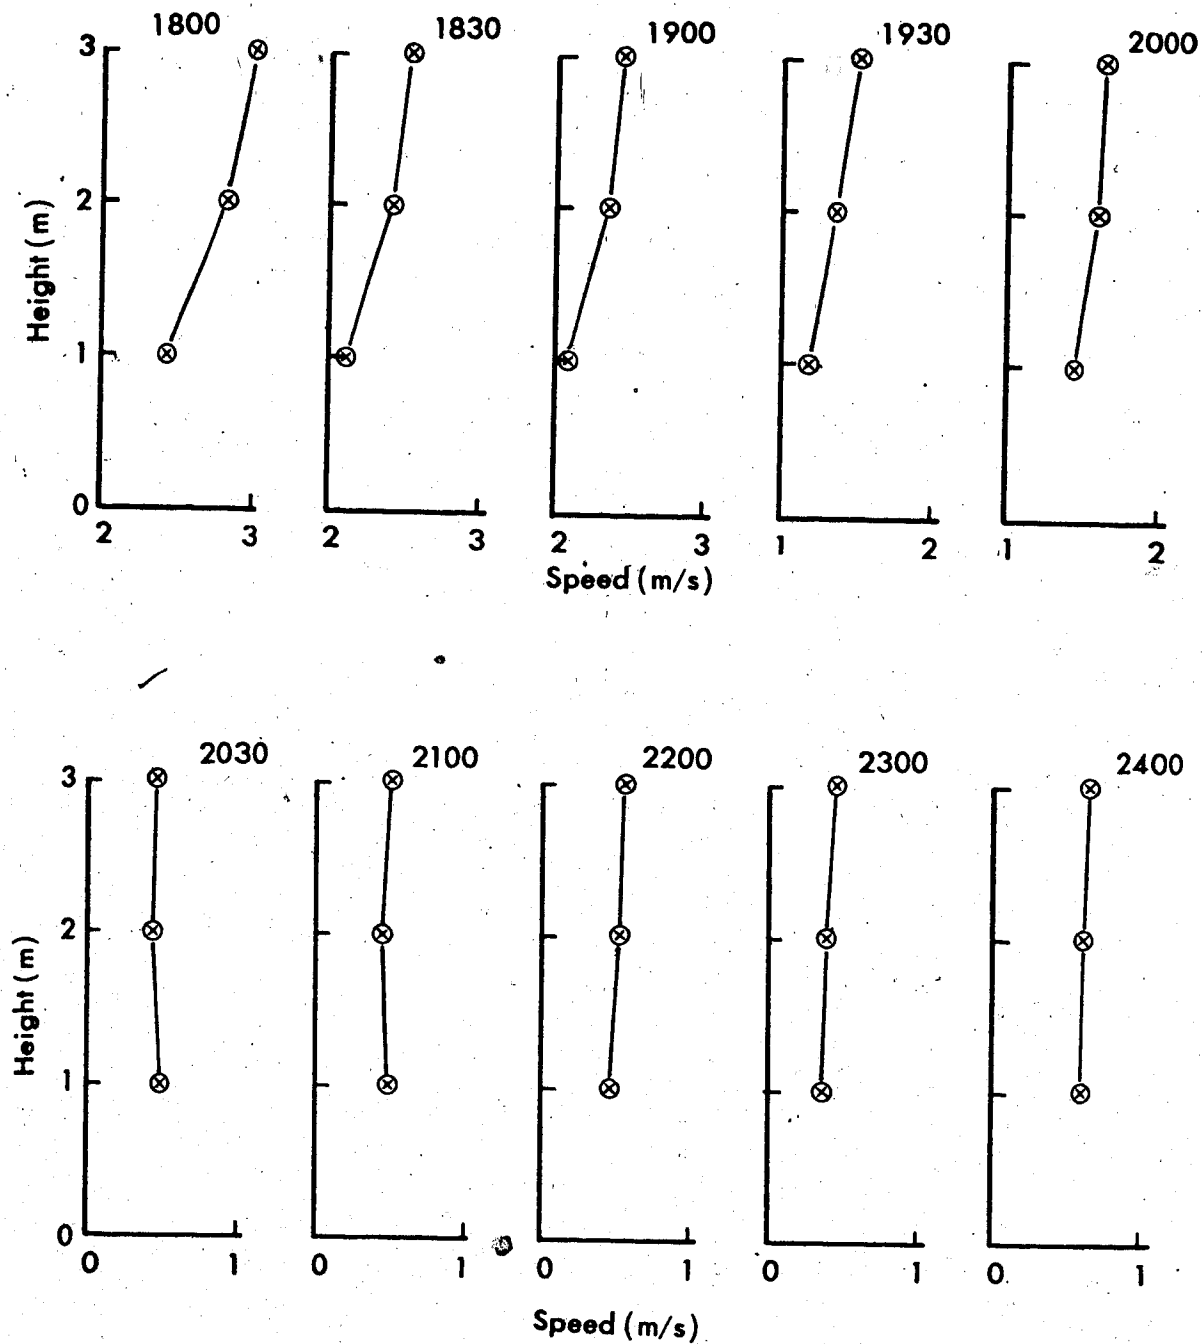 1800 1830 1900 1930 2000
3
2
1
0
Height (m)
2 3 2 3 2 3 1 2 1 2
Speed (m/s)
2030 2100 2200 2300 2400
3
2
1
0
Height (m)
0 1 0 1 0 1 0 1 0 1
Speed (m/s)